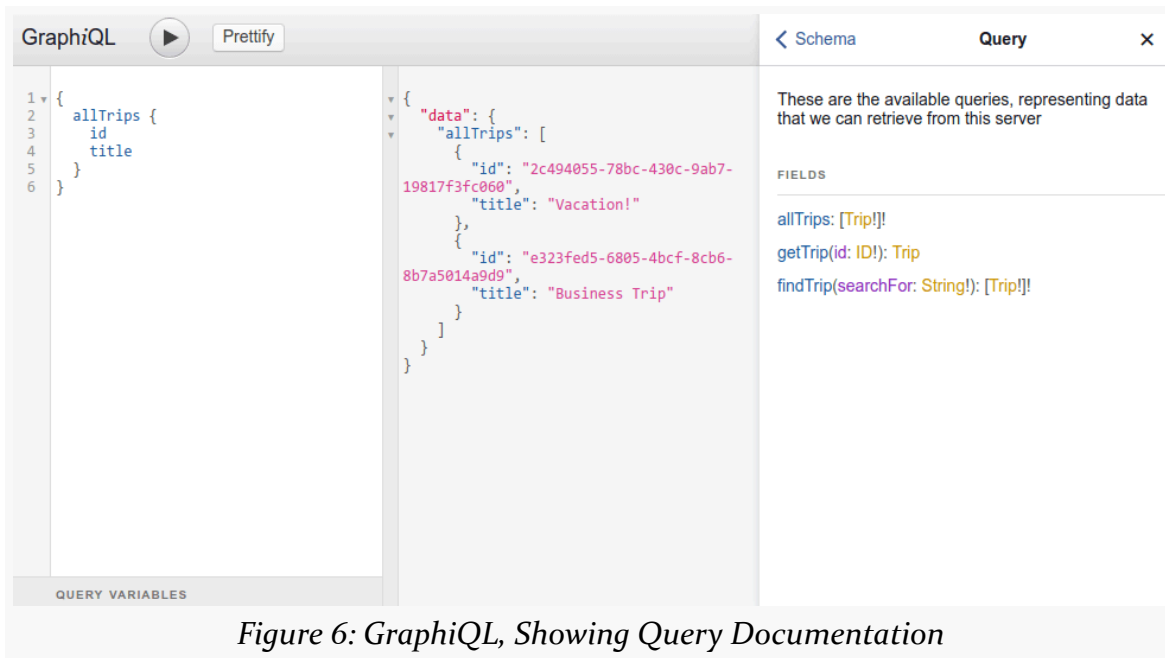 GraphiQL
Prettify
1 {
2 allTrips {
3 id
4 title
5 }
6 }
QUERY VARIABLES
{
"data": {
"allTrips": [
{
"id": "2c494055-78bc-430c-9ab7-
19817f3fc060",
"title": "Vacation!"
},
{
"id": "e323fed5-6805-4bcf-8cb6-
8b7a5014a9d9",
"title": "Business Trip"
}
]
}
}
Schema
Query
These are the available queries, representing data
that we can retrieve from this server
FIELDS
allTrips: [Trip!]!
getTrip(id: ID!): Trip
findTrip(searchFor: String!): [Trip!]!
Figure 6: GraphiQL, Showing Query Documentation